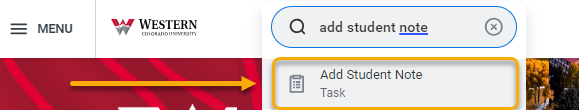 MENU
WESTERN
COLORADO UNIVERSITY
add student note
Add Student Note
Task